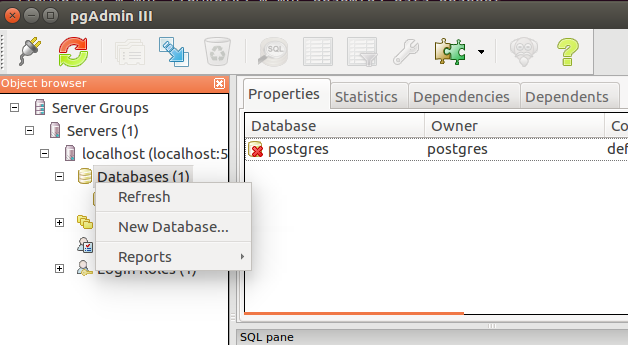 pgAdmin III
SQL
Object browser
Server Groups
Servers (1)
localhost (localhost:5
Databases (1)
Refresh
New Database...
Reports
Login Roles (1)
Properties
Statistics
Dependencies
Dependents
Database
Owner
Co
postgres
postgres
def
SQL pane